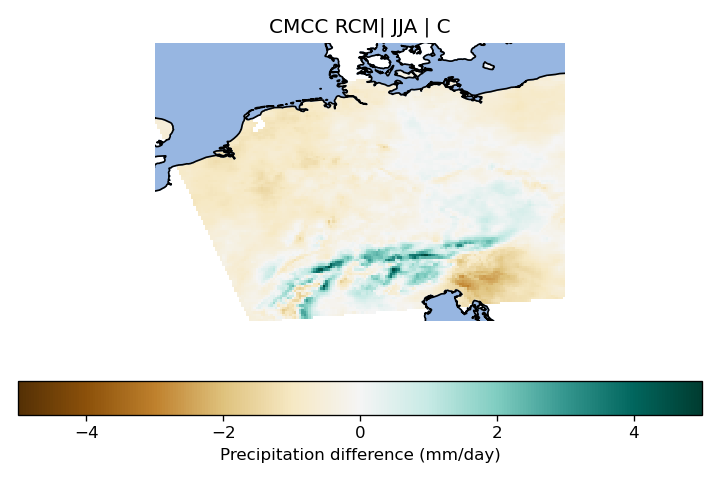 CMCC RCM| JJA | C
−4 −2 0 2 4
Precipitation difference (mm/day)